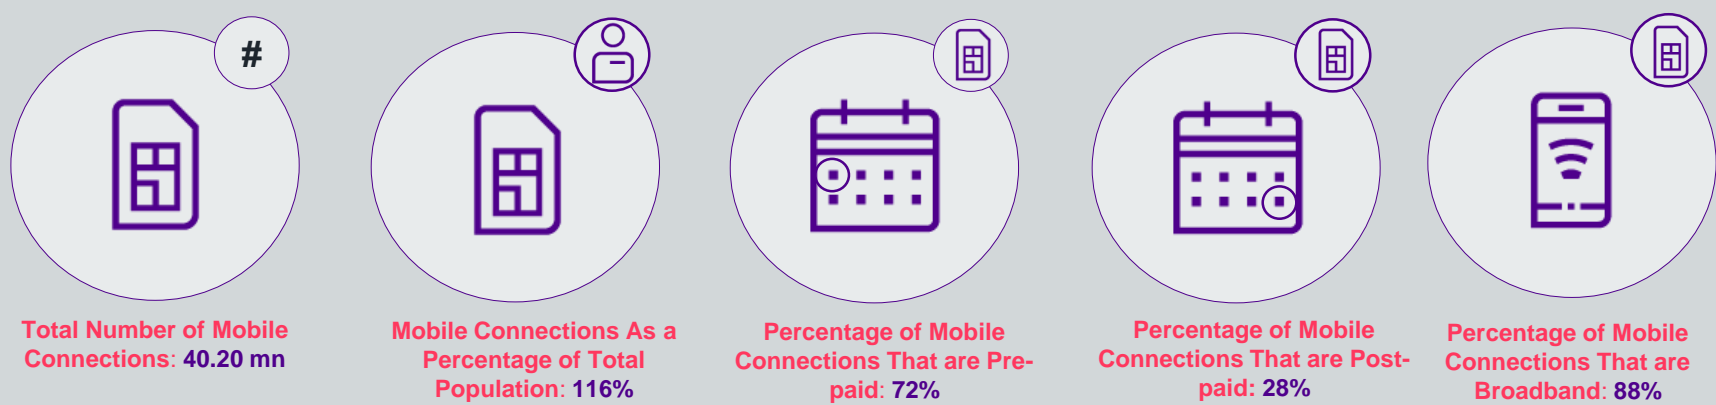 #
Total Number of Mobile
Connections: 40.20 mn
Mobile Connections As a
Percentage of Total
Population: 116%
Percentage of Mobile
Connections That are Pre-
paid: 72%
Percentage of Mobile
Connections That are Post-
paid: 28%
Percentage of Mobile
Connections That are
Broadband: 88%